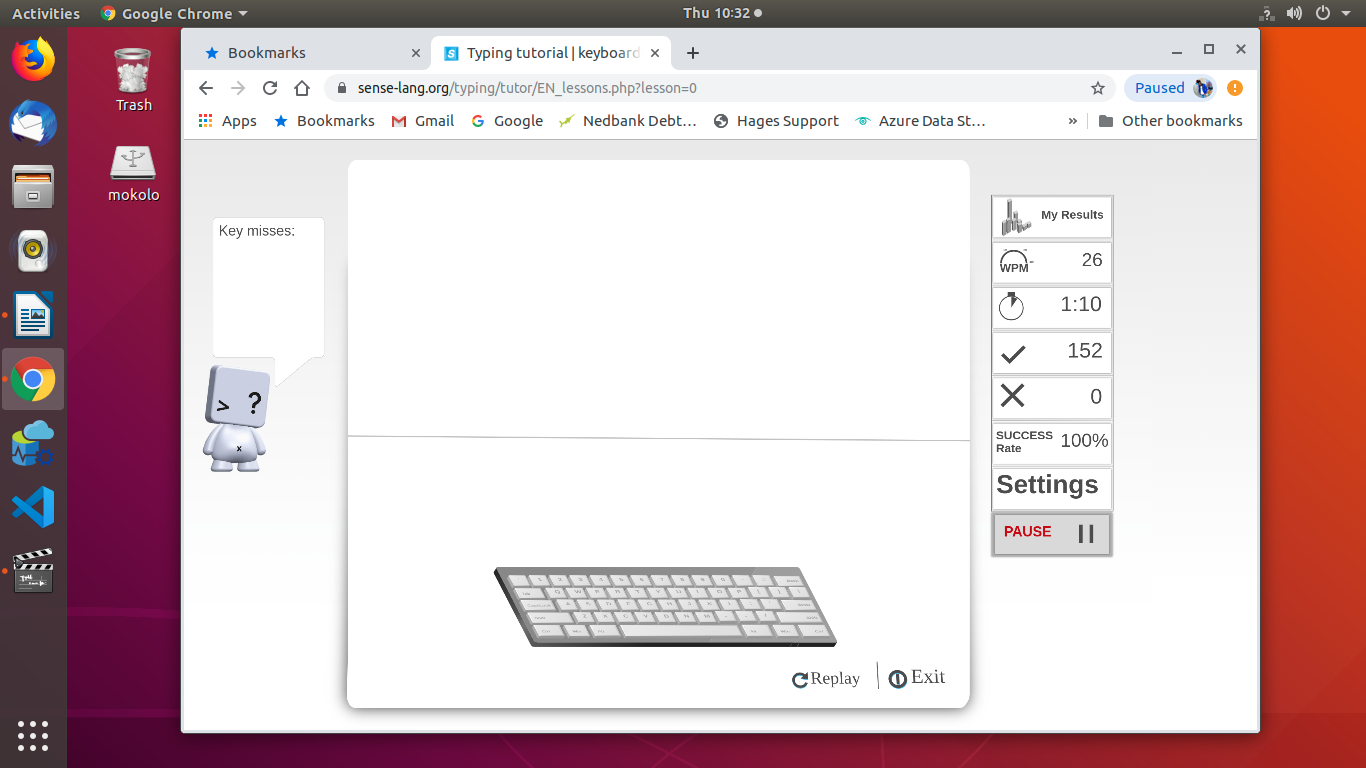 Activities
Google Chrome
Thu 10:32
Trash
mokolo
Bookmarks
Typing tutorial | keyboard
sense-lang.org/typing/tutor/EN_lessons.php?lesson=0
Paused
Apps
Bookmarks
Gmail
Google
Nedbank Debt…
Hages Support
Azure Data St…
»
Other bookmarks
Key misses:
> ?
x
My Results
WPM 26
1:10
152
0
SUCCESS
Rate
100%
Settings
PAUSE
Replay
Exit